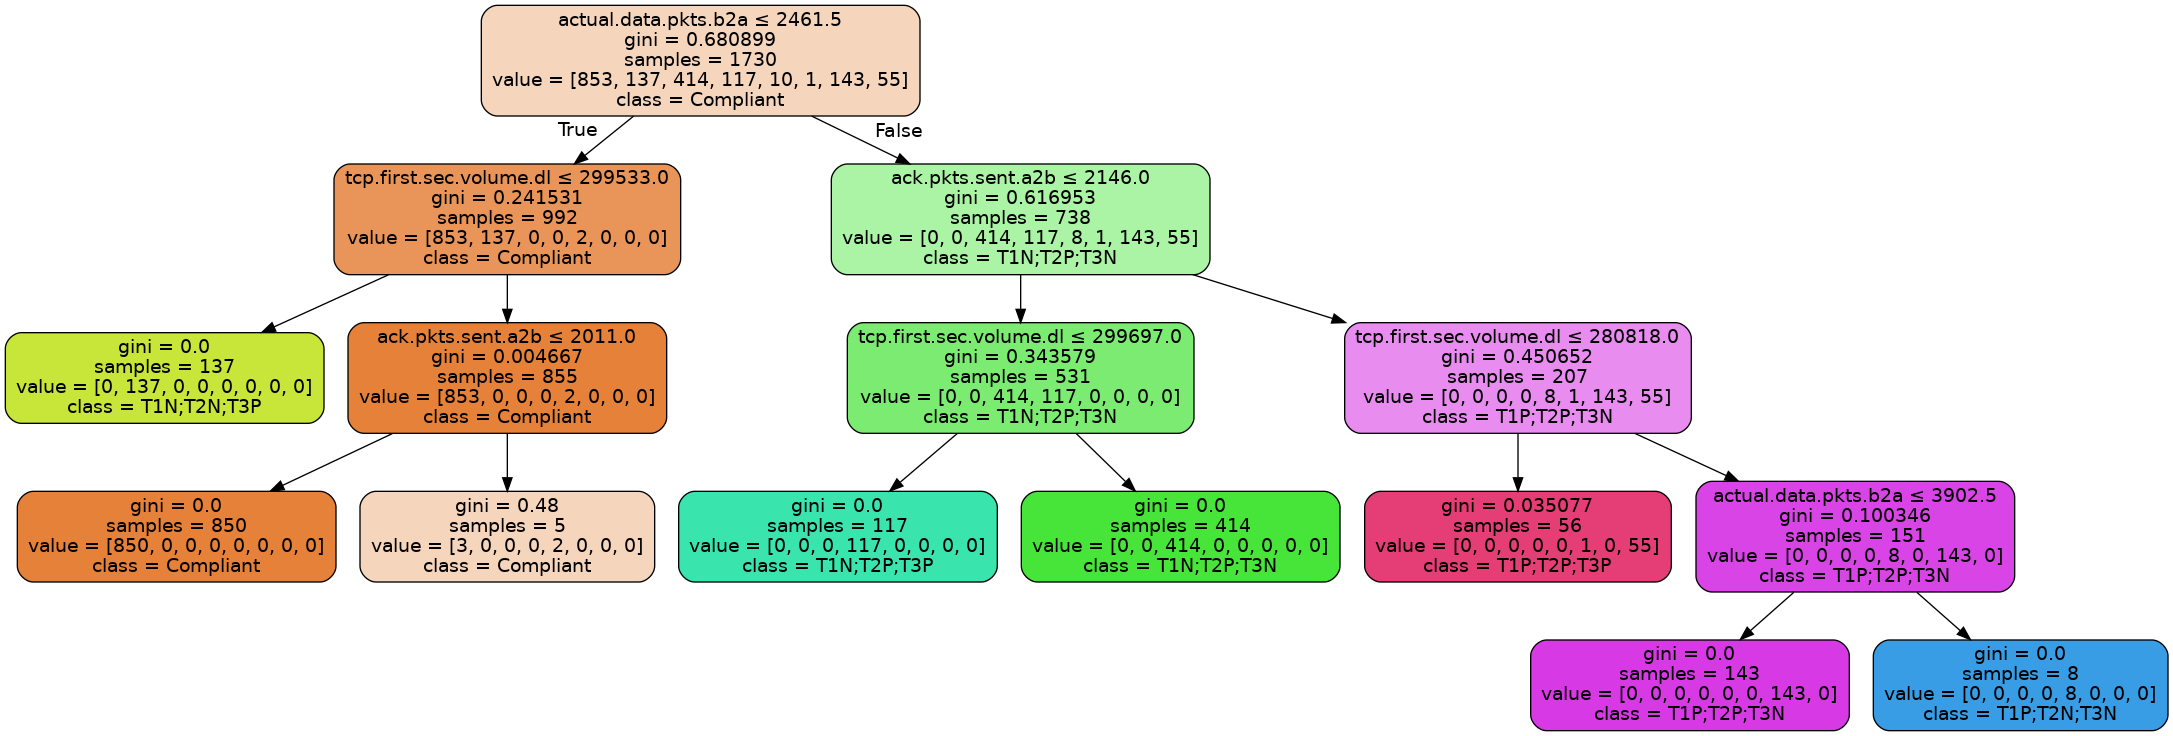 actual.data.pkts.b2a ≤ 2461.5
gini = 0.680899
samples = 1730
value = [853, 137, 414, 117, 10, 1, 143, 55]
class = Compliant
True
False
tcp.first.sec.volume.dl ≤ 299533.0
gini = 0.241531
samples = 992
value = [853, 137, 0, 0, 2, 0, 0, 0]
class = Compliant
ack.pkts.sent.a2b ≤ 2146.0
gini = 0.616953
samples = 738
value = [0, 0, 414, 117, 8, 1, 143, 55]
class = T1N;T2P;T3N
gini = 0.0
samples = 137
value = [0, 137, 0, 0, 0, 0, 0, 0]
class = T1N;T2N;T3P
ack.pkts.sent.a2b ≤ 2011.0
gini = 0.004667
samples = 855
value = [853, 0, 0, 0, 2, 0, 0, 0]
class = Compliant
tcp.first.sec.volume.dl ≤ 299697.0
gini = 0.343579
samples = 531
value = [0, 0, 414, 117, 0, 0, 0, 0]
class = T1N;T2P;T3N
tcp.first.sec.volume.dl ≤ 280818.0
gini = 0.450652
samples = 207
value = [0, 0, 0, 0, 8, 1, 143, 55]
class = T1P;T2P;T3N
gini = 0.0
samples = 850
value = [850, 0, 0, 0, 0, 0, 0, 0]
class = Compliant
gini = 0.48
samples = 5
value = [3, 0, 0, 0, 2, 0, 0, 0]
class = Compliant
gini = 0.0
samples = 117
value = [0, 0, 0, 117, 0, 0, 0, 0]
class = T1N;T2P;T3P
gini = 0.0
samples = 414
value = [0, 0, 414, 0, 0, 0, 0, 0]
class = T1N;T2P;T3N
gini = 0.035077
samples = 56
value = [0, 0, 0, 0, 0, 1, 0, 55]
class = T1P;T2P;T3P
actual.data.pkts.b2a ≤ 3902.5
gini = 0.100346
samples = 151
value = [0, 0, 0, 0, 8, 0, 143, 0]
class = T1P;T2P;T3N
gini = 0.0
samples = 143
value = [0, 0, 0, 0, 0, 0, 143, 0]
class = T1P;T2P;T3N
gini = 0.0
samples = 8
value = [0, 0, 0, 0, 8, 0, 0, 0]
class = T1P;T2N;T3N